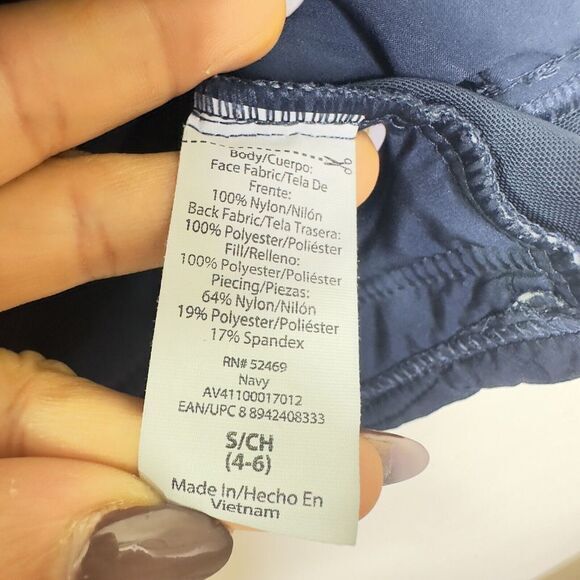 Body/Cuerpo:
Face Fabric/Tela De
Frente:
100% Nylon/Nilón
Back Fabric/Tela Trasera:
100% Polyester/Poliéster
Fill/Relleno:
100% Polyester/Poliéster
Piecing/Piezas:
64% Nylon/Nilón
19% Polyester/Poliéster
17% Spandex
RN# 52469
Navy
AV41100017012
EAN/UPC 8 8942408333
S/CH
(4-6)
Made In/Hecho En
Vietnam